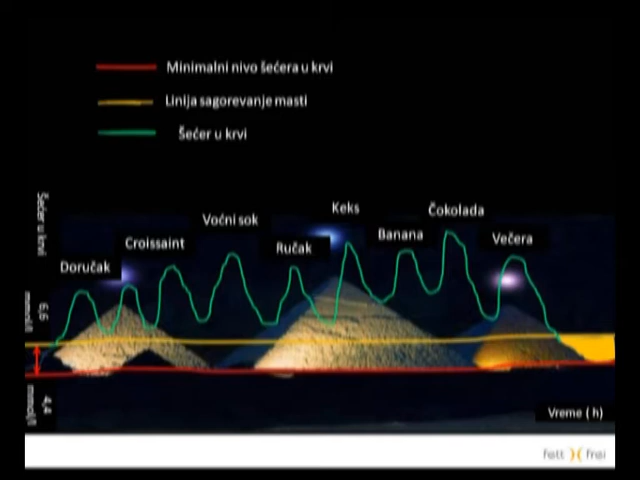 Minimalni nivo šećera u krvi
Linija sagorevanje masti
Šećer u krvi
Keks
Čokolada
Voćni sok
Banana
Večera
Croissaint
Ručak
Doručak
Šećer u krvi
6,6
mmol/l
4,4
mmol/l
Vreme ( h)
fett frei